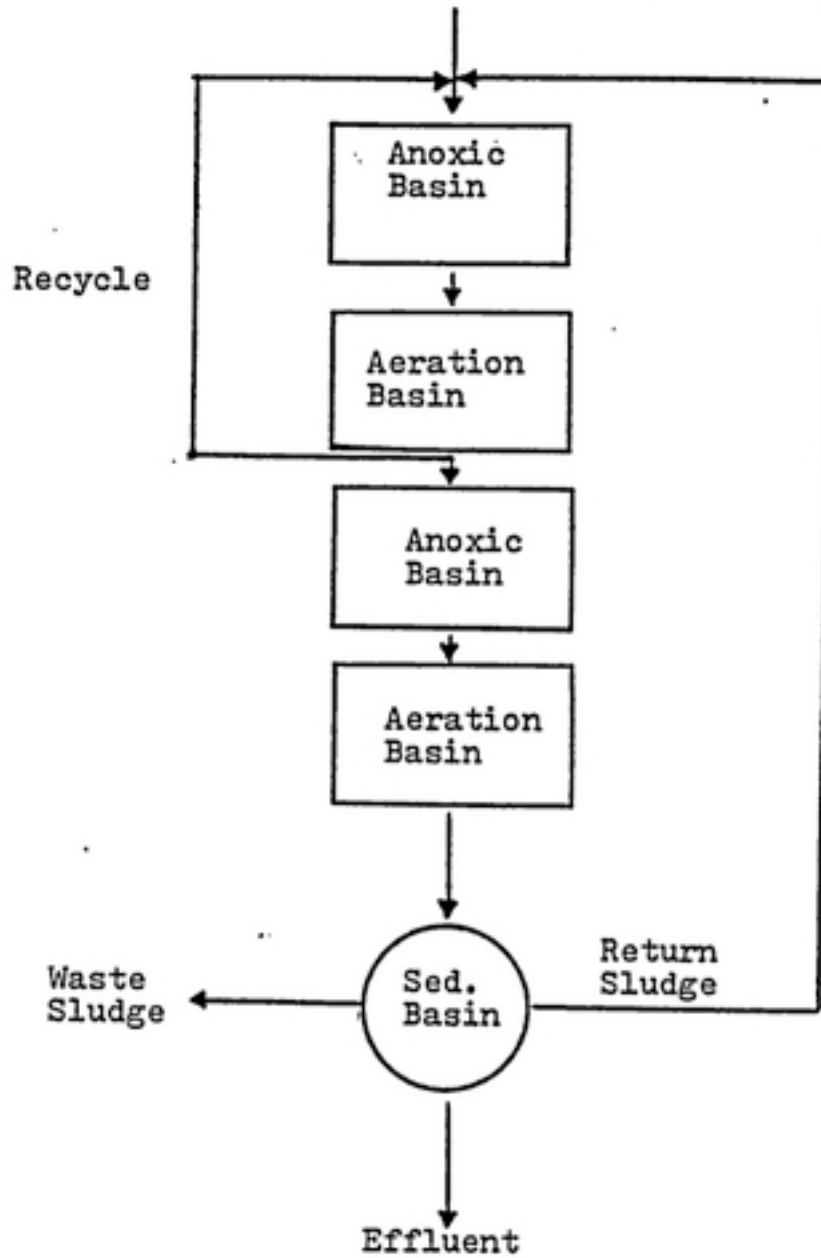 Anoxic
Basin
Recycle
Aeration
Basin
Anoxic
Basin
Aeration
Basin
Waste
Sludge
Sed.
Basin
Return
Sludge
Effluent